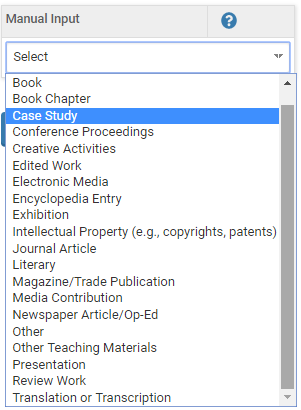 Manual Input
?
Select
Book
Book Chapter
Case Study
Conference Proceedings
Creative Activities
Edited Work
Electronic Media
Encyclopedia Entry
Exhibition
Intellectual Property (e.g., copyrights, patents)
Journal Article
Literary
Magazine/Trade Publication
Media Contribution
Newspaper Article/Op-Ed
Other
Other Teaching Materials
Presentation
Review Work
Translation or Transcription